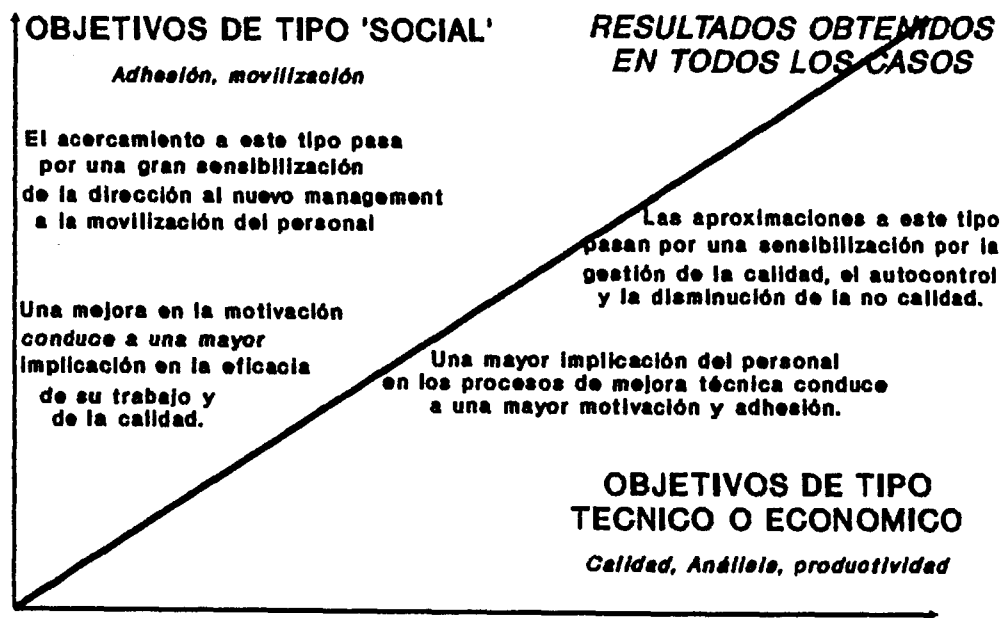 OBJETIVOS DE TIPO 'SOCIAL'
Adhesión, movilización
El acercamiento a este tipo pasa
por una gran sensibilización
de la dirección al nuevo management
a la movilización del personal
Una mejora en la motivación
conduce a una mayor
implicación en la eficacia
de su trabajo y
de la calidad.
RESULTADOS OBTENIDOS
EN TODOS LOS CASOS
Las aproximaciones a este tipo
pasan por una sensibilización por la
gestión de la calidad, el autocontrol
y la disminución de la no calidad.
Una mayor implicación del personal
en los procesos de mejora técnica conduce
a una mayor motivación y adhesión.
OBJETIVOS DE TIPO
TECNICO O ECONOMICO
Calidad, Análisis, productividad